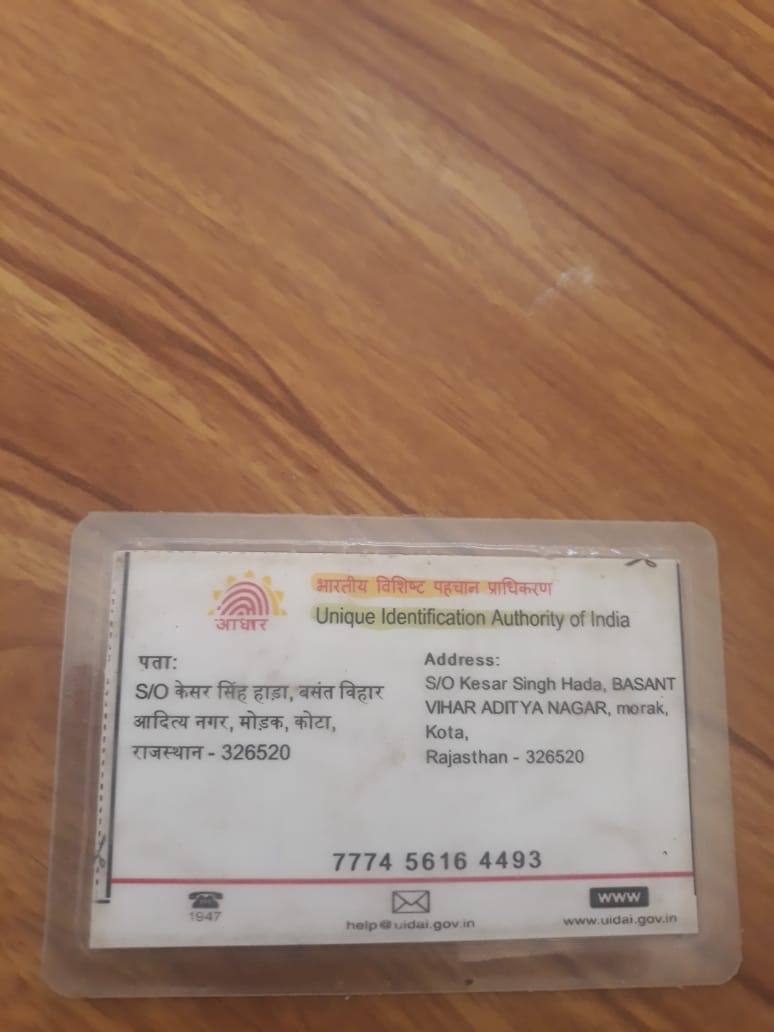 आधार
भारतीय विशिष्ट पहचान प्राधिकरण
Unique Identification Authority of India
पता:
S/O केसर सिंह हाड़ा, बसंत विहार
आदित्य नगर, मोड़क, कोटा,
राजस्थान - 326520
Address:
S/O Kesar Singh Hada, BASANT
VIHAR ADITYA NAGAR, morak,
Kota,
Rajasthan - 326520
7774 5616 4493
1947
help@uidai.gov.in
www
www.uidai.gov.in